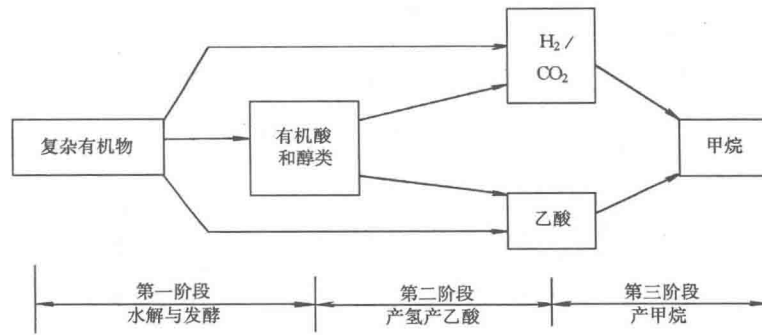 H₂ /
CO₂
复杂有机物
有机酸
和醇类
甲烷
乙酸
第一阶段
水解与发酵
第二阶段
产氢产乙酸
第三阶段
产甲烷